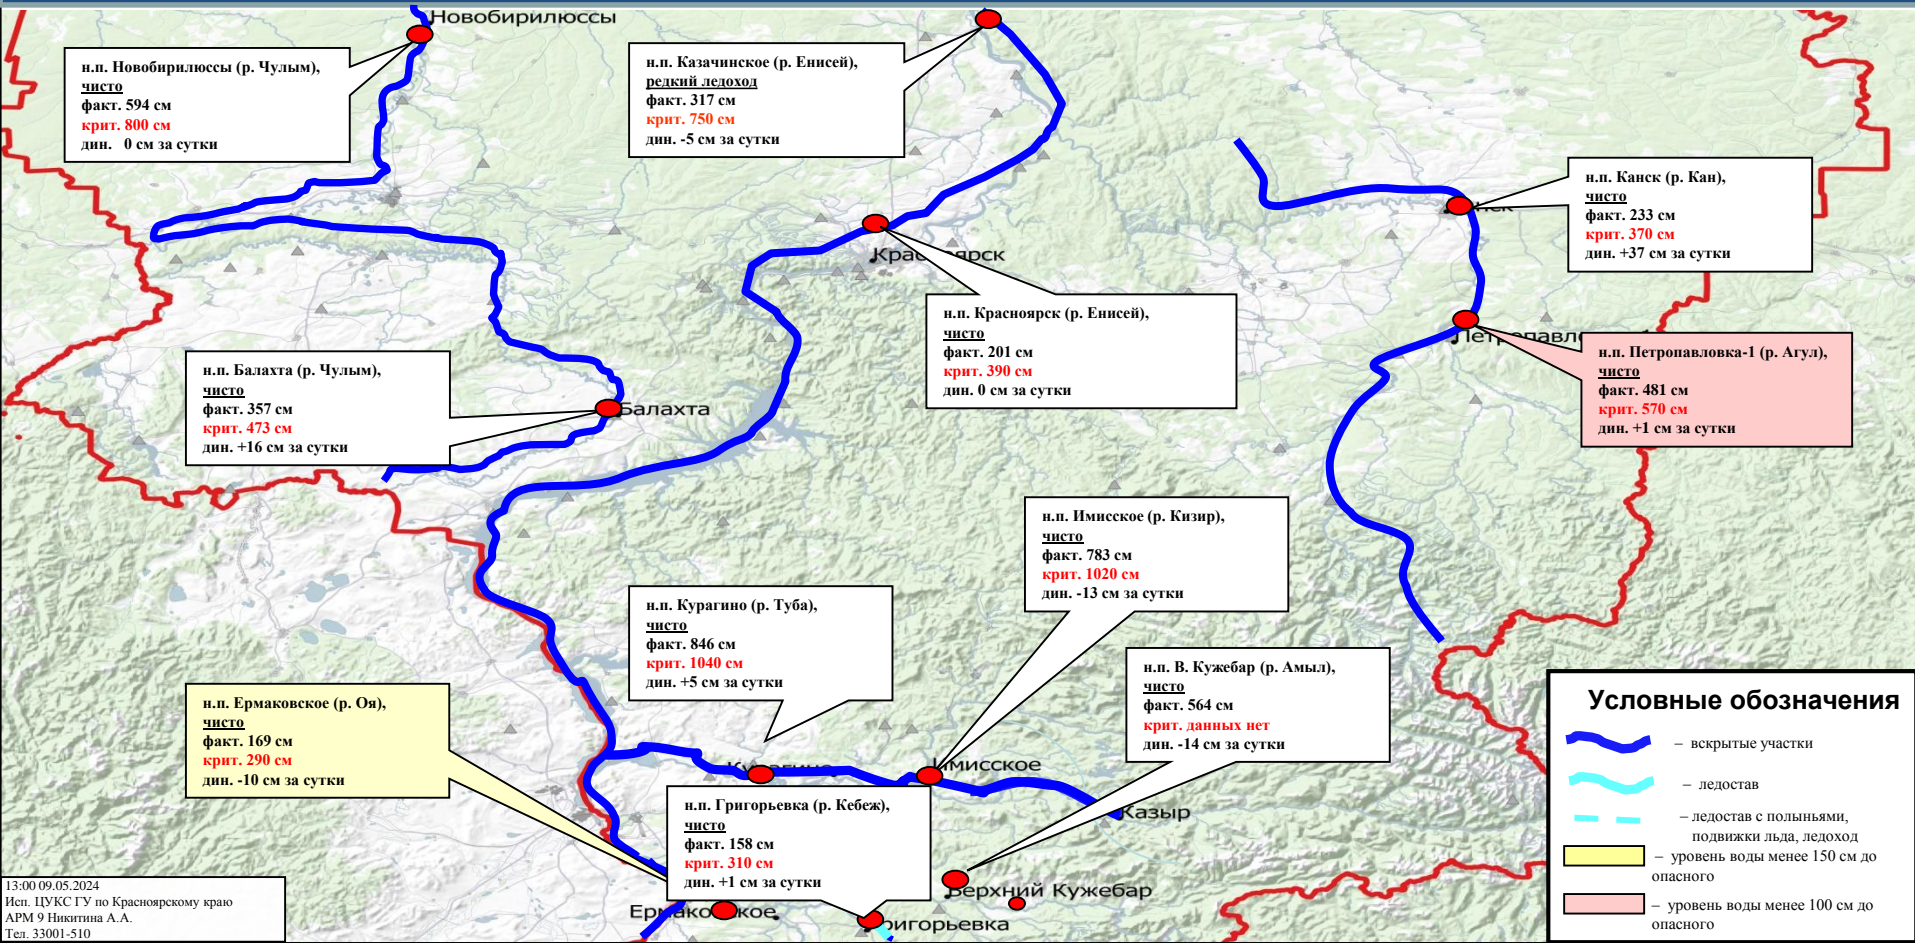 Новобирилюссы
н.п. Новобирилюссы (р. Чулым),
чисто
факт. 594 см
крит. 800 см
дин. 0 см за сутки
н.п. Казачинское (р. Енисей),
редкий ледоход
факт. 317 см
крит. 750 см
дин. -5 см за сутки
н.п. Канск (р. Кан),
чисто
факт. 233 см
крит. 370 см
дин. +37 см за сутки
Красноярск
н.п. Красноярск (р. Енисей),
чисто
факт. 201 см
крит. 390 см
дин. 0 см за сутки
н.п. Петропавловка-1 (р. Агул),
чисто
факт. 481 см
крит. 570 см
дин. +1 см за сутки
н.п. Балахта (р. Чулым),
чисто
факт. 357 см
крит. 473 см
дин. +16 см за сутки
Балахта
н.п. Имисское (р. Кизир),
чисто
факт. 783 см
крит. 1020 см
дин. -13 см за сутки
н.п. Курагино (р. Туба),
чисто
факт. 846 см
крит. 1040 см
дин. +5 см за сутки
н.п. В. Кужебар (р. Амыл),
чисто
факт. 564 см
крит. данных нет
дин. -14 см за сутки
н.п. Ермаковское (р. Оя),
чисто
факт. 169 см
крит. 290 см
дин. -10 см за сутки
Курагино
Имисское
Казыр
н.п. Григорьевка (р. Кебеж),
чисто
факт. 158 см
крит. 310 см
дин. +1 см за сутки
Верхний Кужебар
Ермаковское
Григорьевка
Условные обозначения
– вскрытые участки
– ледостав
– ледостав с полыньями,
подвижки льда, ледоход
– уровень воды менее 150 см до
опасного
– уровень воды менее 100 см до
опасного
13:00 09.05.2024
Исп. ЦУКС ГУ по Красноярскому краю
АРМ 9 Никитина А.А.
Тел. 33001-510